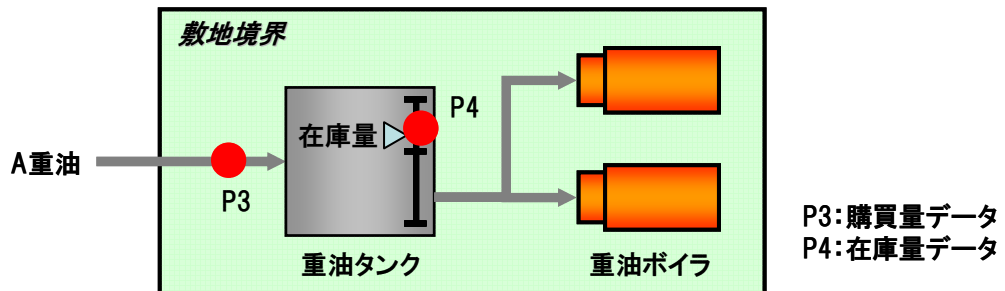 敷地境界
P4
在庫量
A重油
P3
P3:購買量データ
P4:在庫量データ
重油タンク
重油ボイラ